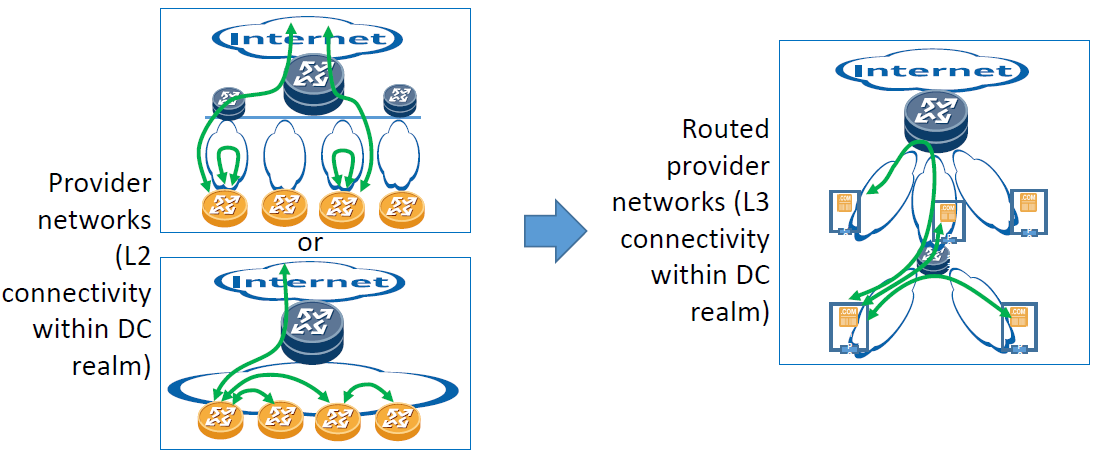 Internet
Provider
networks
(L2
connectivity
within DC
realm)
or
Internet
Routed
provider
networks (L3
connectivity
within DC
realm)
Internet
.COM
.COM
.COM
.COM
.COM